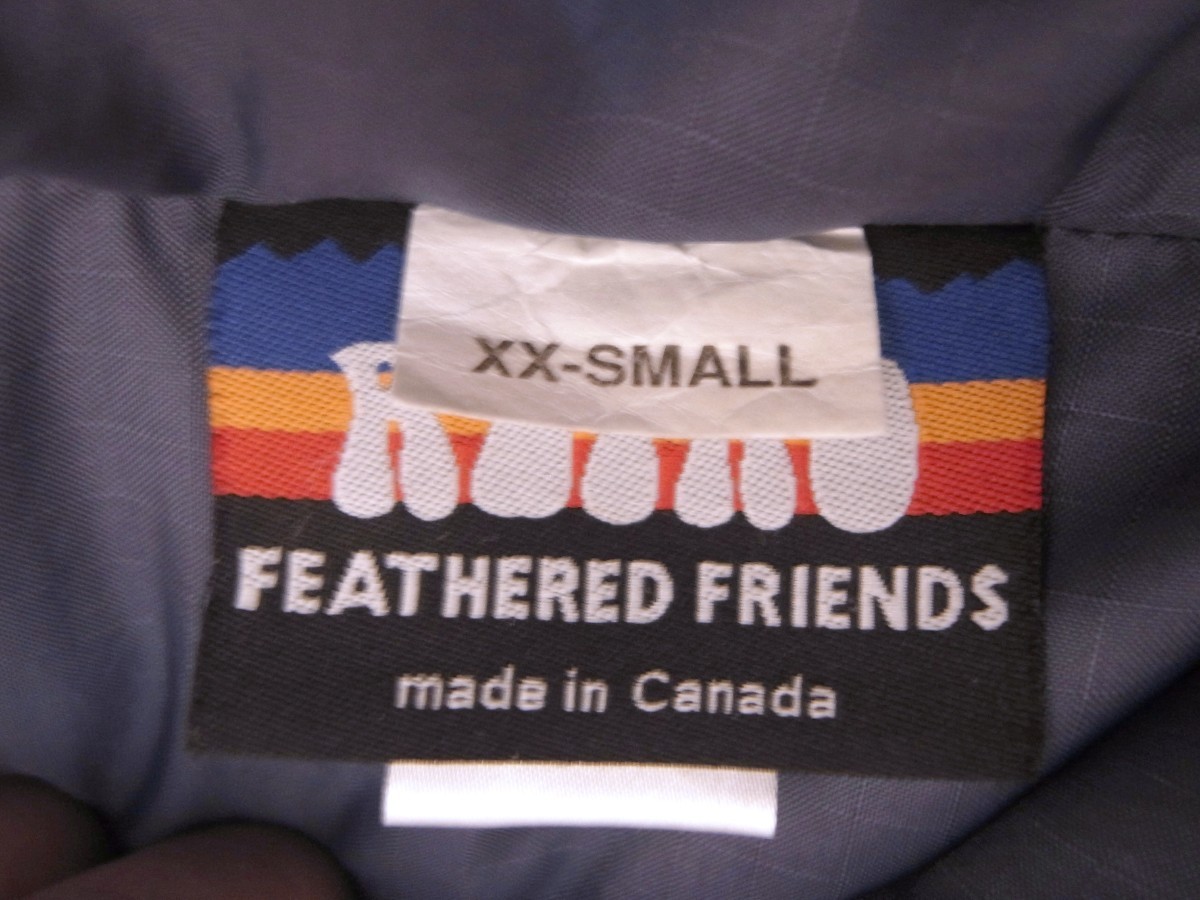 XX-SMALL
FEATHERED FRIENDS
made in Canada